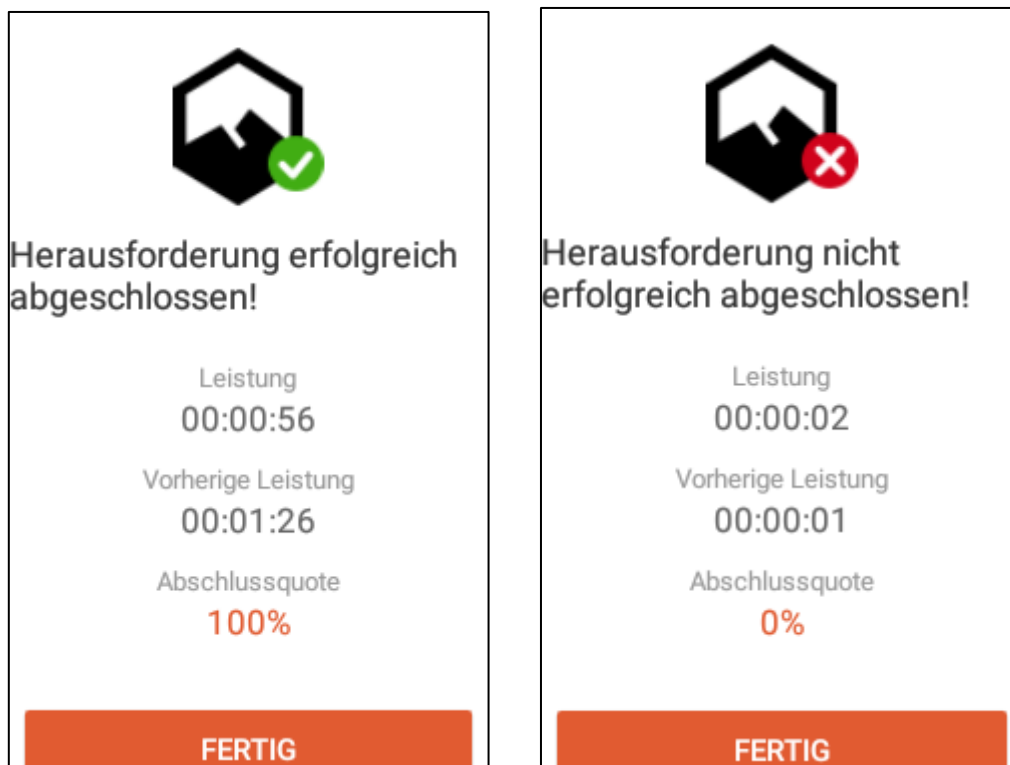 Herausforderung erfolgreich
abgeschlossen!
Leistung
00:00:56
Vorherige Leistung
00:01:26
Abschlussquote
100%
FERTIG
Herausforderung nicht
erfolgreich abgeschlossen!
Leistung
00:00:02
Vorherige Leistung
00:00:01
Abschlussquote
0%
FERTIG